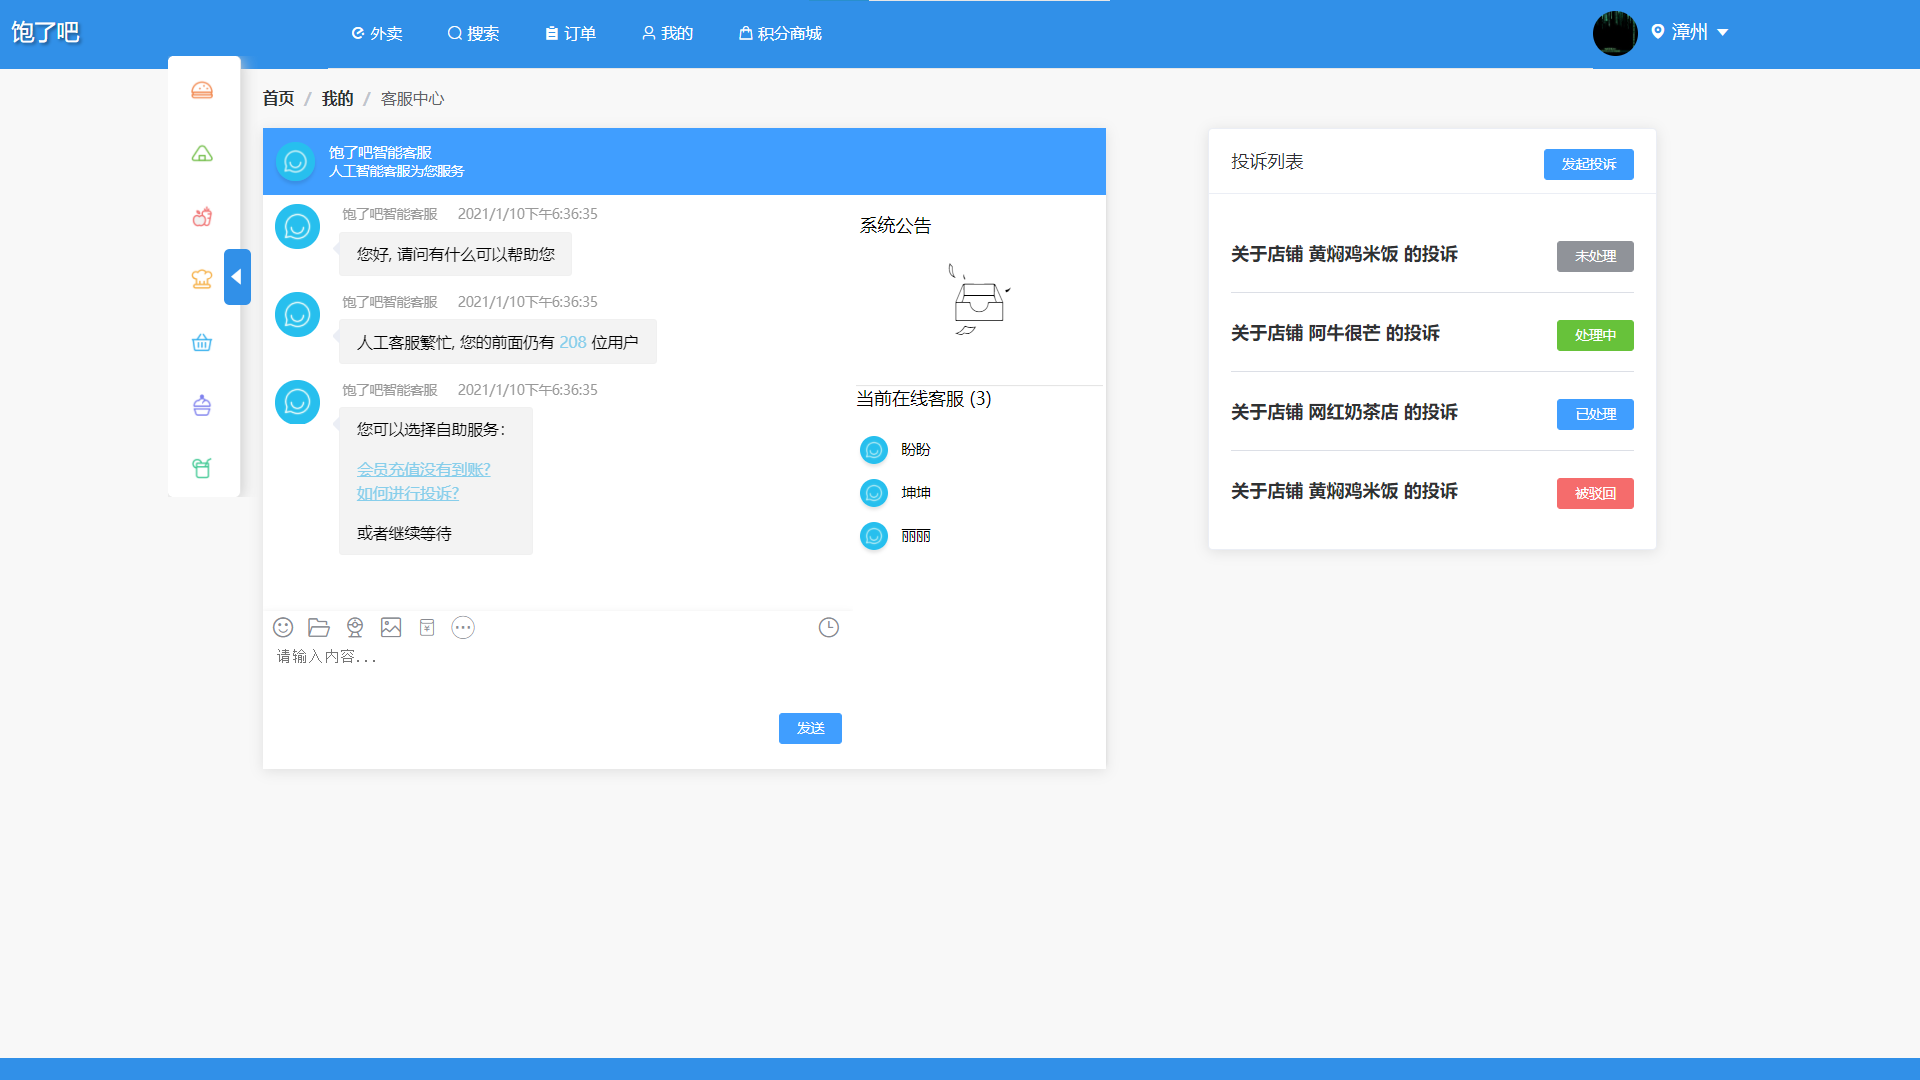 饱了吧
外卖
搜索
订单
我的
积分商城
漳州
首页 / 我的 / 客服中心
饱了吧智能客服
人工智能客服为您服务
饱了吧智能客服 2021/1/10下午6:36:35
您好, 请问有什么可以帮助您
饱了吧智能客服 2021/1/10下午6:36:35
人工客服繁忙, 您的前面仍有 208 位用户
饱了吧智能客服 2021/1/10下午6:36:35
您可以选择自助服务:
会员充值没有到账?
如何进行投诉?
或者继续等待
请输入内容...
发送
系统公告
当前在线客服 (3)
盼盼
坤坤
丽丽
投诉列表
发起投诉
关于店铺 黄焖鸡米饭 的投诉
未处理
关于店铺 阿牛很芒 的投诉
处理中
关于店铺 网红奶茶店 的投诉
已处理
关于店铺 黄焖鸡米饭 的投诉
被驳回